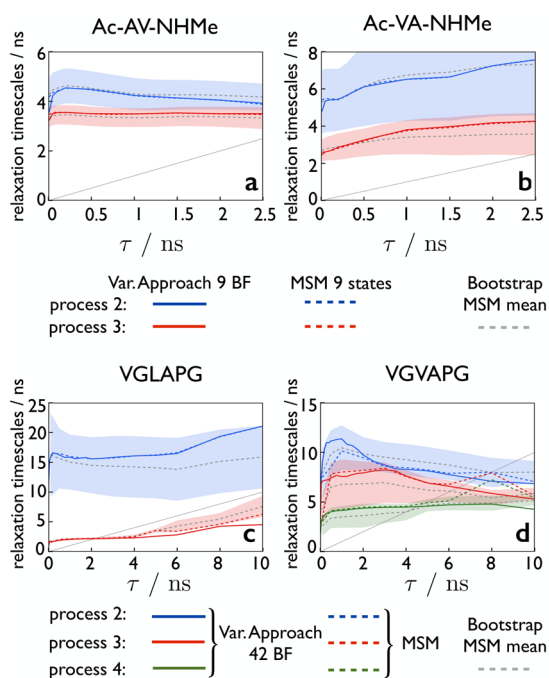 Ac-AV-NHMe
Ac-VA-NHMe
relaxation timescales / ns
6
4
2
0
0
0.5
1
1.5
2
2.5
a
τ / ns
relaxation timescales / ns
8
6
4
2
0
0
0.5
1
1.5
2
2.5
b
τ / ns
Var. Approach 9 BF
MSM 9 states
Bootstrap
MSM mean
process 2:
process 3:
VGLAPG
VGVAPG
relaxation timescales / ns
25
20
15
10
5
0
0
2
4
6
8
10
c
τ / ns
relaxation timescales / ns
15
10
5
0
0
2
4
6
8
10
d
τ / ns
process 2:
process 3:
process 4:
Var. Approach
42 BF
MSM
Bootstrap
MSM mean